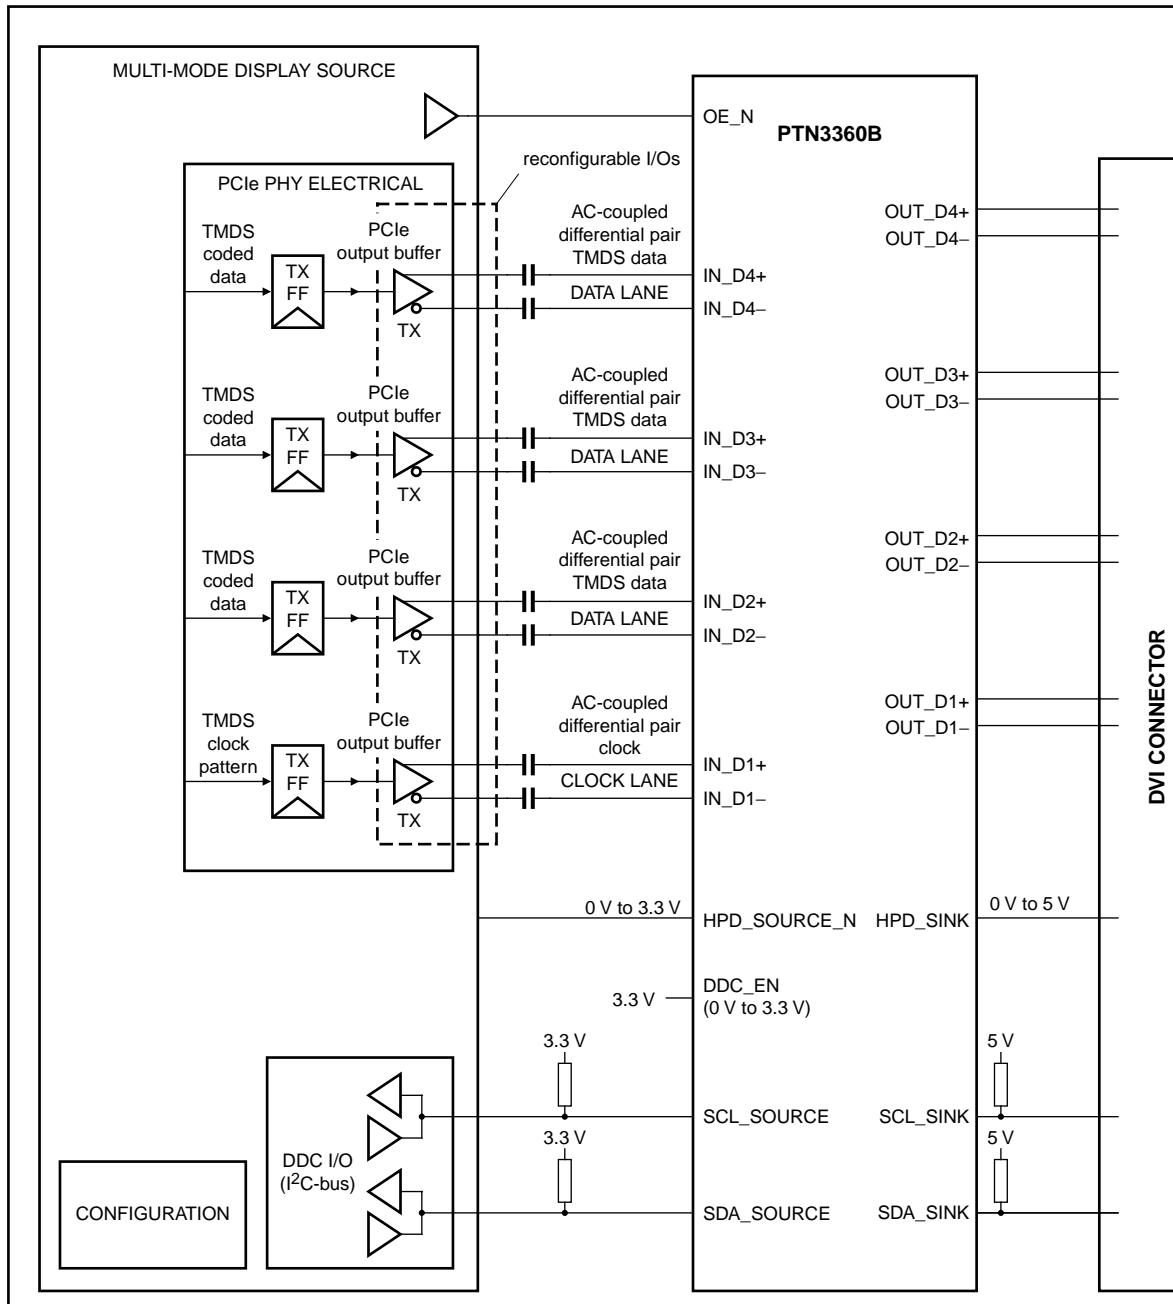 MULTI-MODE DISPLAY SOURCE
OE_N
PTN3360B
reconfigurable I/Os
PCIe PHY ELECTRICAL
TMDS
coded
data
TX
FF
PCIe
output buffer
TX
AC-coupled
differential pair
TMDS data
DATA LANE
IN_D4+
IN_D4−
OUT_D4+
OUT_D4−
TMDS
coded
data
TX
FF
PCIe
output buffer
TX
AC-coupled
differential pair
TMDS data
DATA LANE
IN_D3+
IN_D3−
OUT_D3+
OUT_D3−
TMDS
coded
data
TX
FF
PCIe
output buffer
TX
AC-coupled
differential pair
TMDS data
DATA LANE
IN_D2+
IN_D2−
OUT_D2+
OUT_D2−
TMDS
clock
pattern
TX
FF
PCIe
output buffer
TX
AC-coupled
differential pair
clock
CLOCK LANE
IN_D1+
IN_D1−
OUT_D1+
OUT_D1−
DVI CONNECTOR
0 V to 3.3 V
HPD_SOURCE_N
HPD_SINK
0 V to 5 V
3.3 V
DDC_EN
(0 V to 3.3 V)
3.3 V
5 V
SCL_SOURCE
SCL_SINK
3.3 V
5 V
DDC I/O
(I²C-bus)
SDA_SOURCE
SDA_SINK
CONFIGURATION